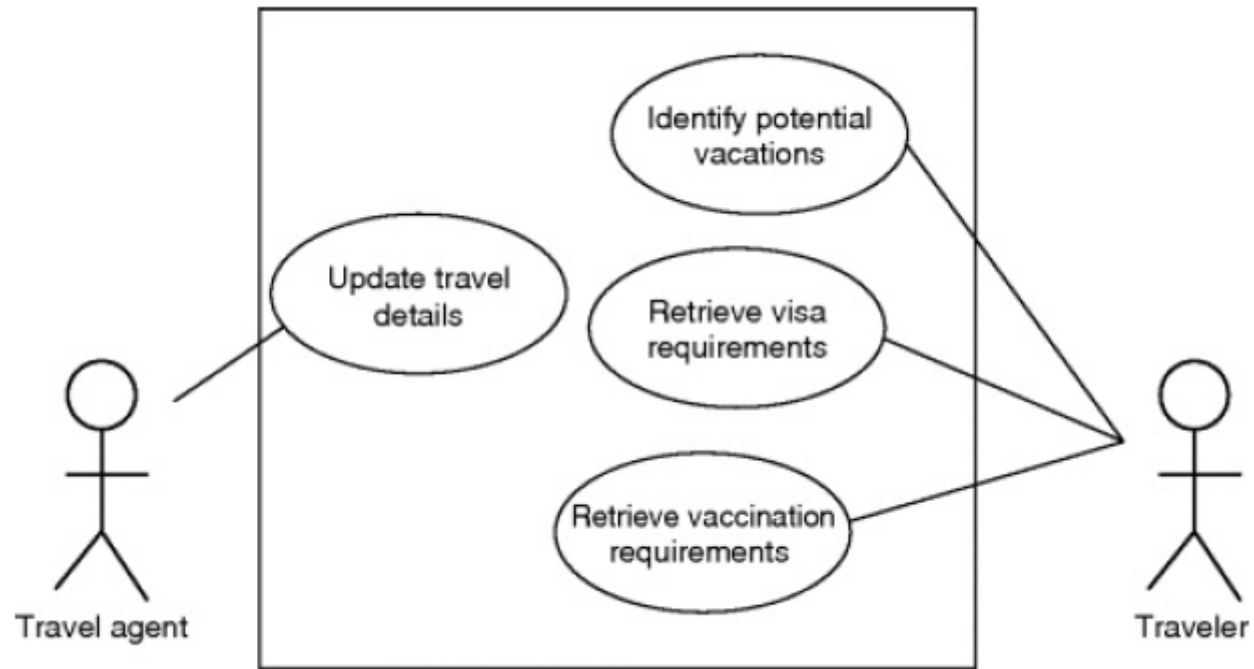 Identify potential
vacations
Update travel
details
Retrieve visa
requirements
Retrieve vaccination
requirements
Travel agent
Traveler